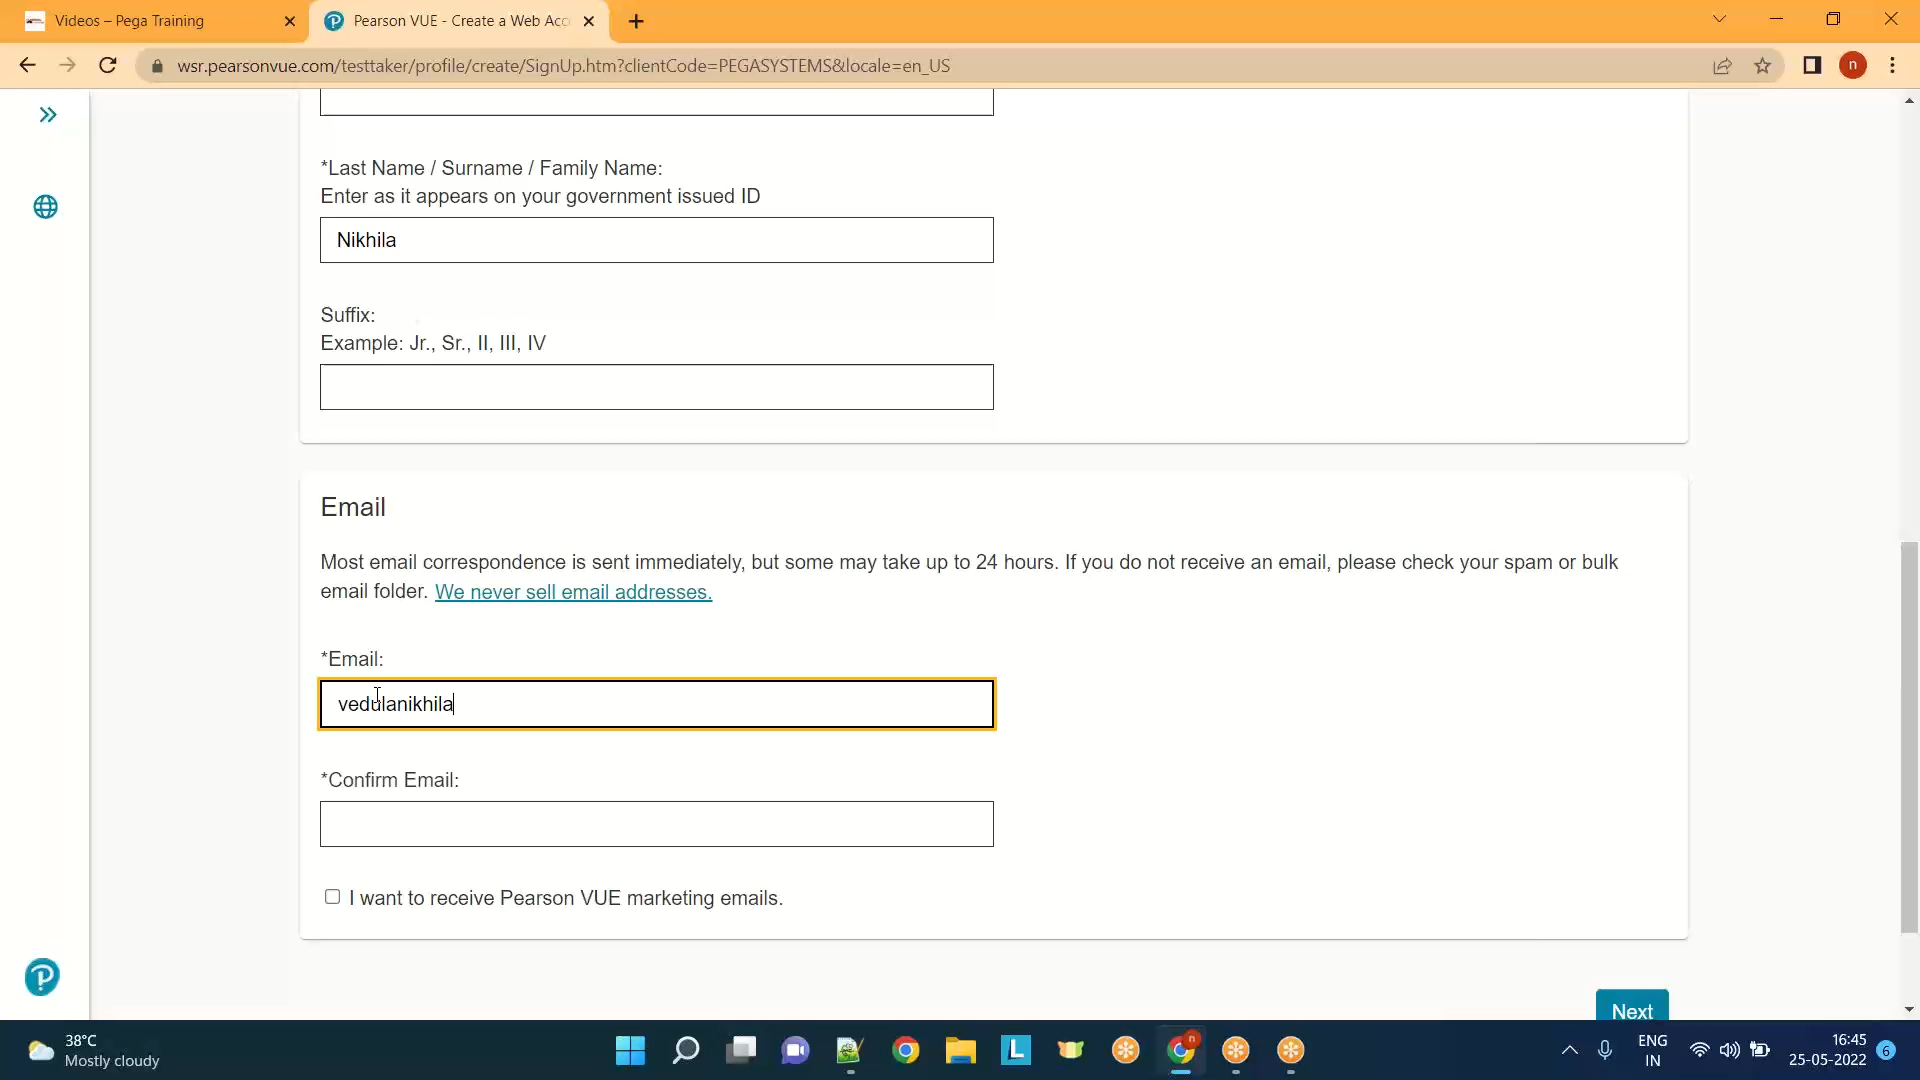 Videos – Pega Training
Pearson VUE - Create a Web Acc
wsr.pearsonvue.com/testtaker/profile/create/SignUp.htm?clientCode=PEGASYSTEMS&locale=en_US
n
*Last Name / Surname / Family Name:
Enter as it appears on your government issued ID
Nikhila
Suffix:
Example: Jr., Sr., II, III, IV
Email
Most email correspondence is sent immediately, but some may take up to 24 hours. If you do not receive an email, please check your spam or bulk
email folder. We never sell email addresses.
*Email:
vedulanikhila
*Confirm Email:
I want to receive Pearson VUE marketing emails.
Next
38°C
Mostly cloudy
L
n
ENG
IN
16:45
25-05-2022
6